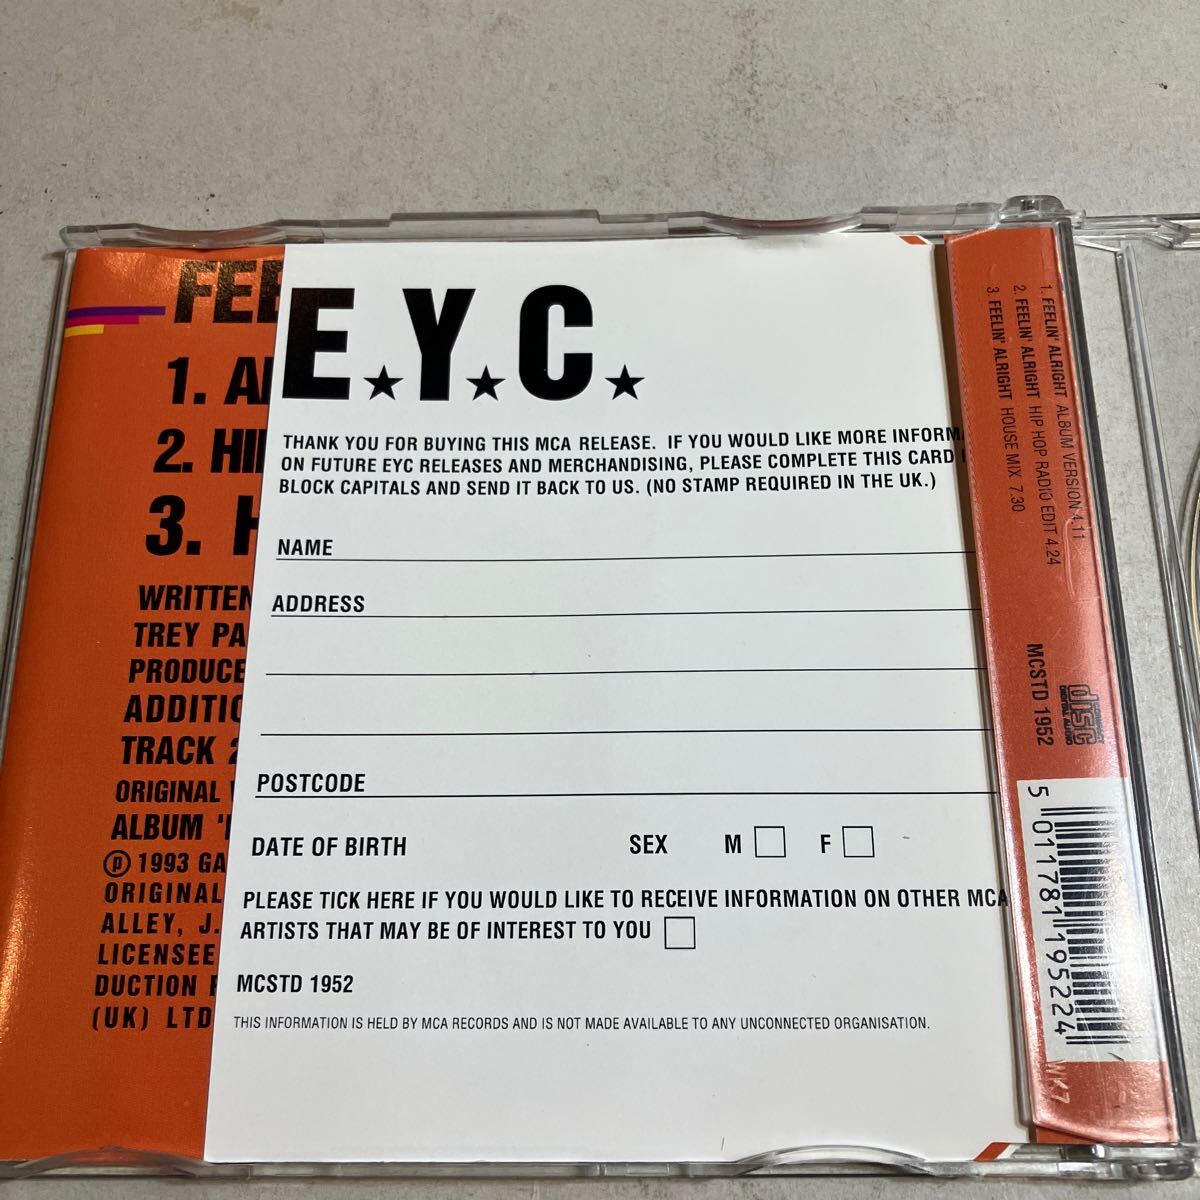 FEE
1. A
2. HI
3. H
WRITTEN
TREY PA
PRODUCE
ADDITIO
TRACK 2
ORIGINAL
ALBUM '
℗ 1993 GA
ORIGINAL
ALLEY, J.
LICENSEE
DUCTION
(UK) LTD
E.★Y.★C.★
THANK YOU FOR BUYING THIS MCA RELEASE. IF YOU WOULD LIKE MORE INFORM
ON FUTURE EYC RELEASES AND MERCHANDISING, PLEASE COMPLETE THIS CARD
BLOCK CAPITALS AND SEND IT BACK TO US. (NO STAMP REQUIRED IN THE UK.)
NAME
ADDRESS
POSTCODE
DATE OF BIRTH SEX M F
PLEASE TICK HERE IF YOU WOULD LIKE TO RECEIVE INFORMATION ON OTHER MCA
ARTISTS THAT MAY BE OF INTEREST TO YOU
MCSTD 1952
THIS INFORMATION IS HELD BY MCA RECORDS AND IS NOT MADE AVAILABLE TO ANY UNCONNECTED ORGANISATION.
1. FEELIN' ALRIGHT ALBUM VERSION 4.11
2. FEELIN' ALRIGHT HIP HOP RADIO EDIT 4.24
3. FEELIN' ALRIGHT HOUSE MIX 7.30
MCSTD 1952
COMPACT
disc
DIGITAL AUDIO
5 011781 195224
WK7